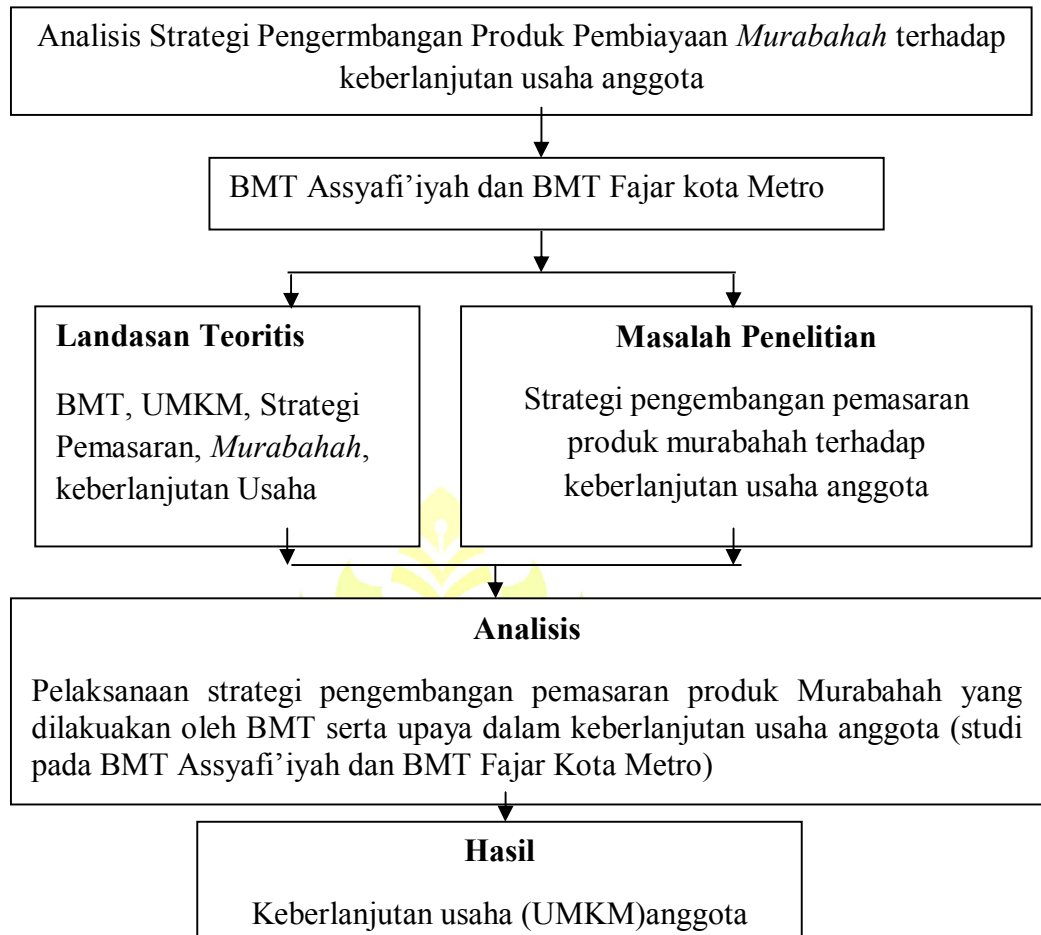 Analisis Strategi Pengermbangan Produk Pembiayaan Murabahah terhadap
keberlanjutan usaha anggota
BMT Assyafi’iyah dan BMT Fajar kota Metro
Landasan Teoritis
BMT, UMKM, Strategi
Pemasaran, Murabahah,
keberlanjutan Usaha
Masalah Penelitian
Strategi pengembangan pemasaran
produk murabahah terhadap
keberlanjutan usaha anggota
Analisis
Pelaksanaan strategi pengembangan pemasaran produk Murabahah yang
dilakuakan oleh BMT serta upaya dalam keberlanjutan usaha anggota (studi
pada BMT Assyafi’iyah dan BMT Fajar Kota Metro)
Hasil
Keberlanjutan usaha (UMKM)anggota